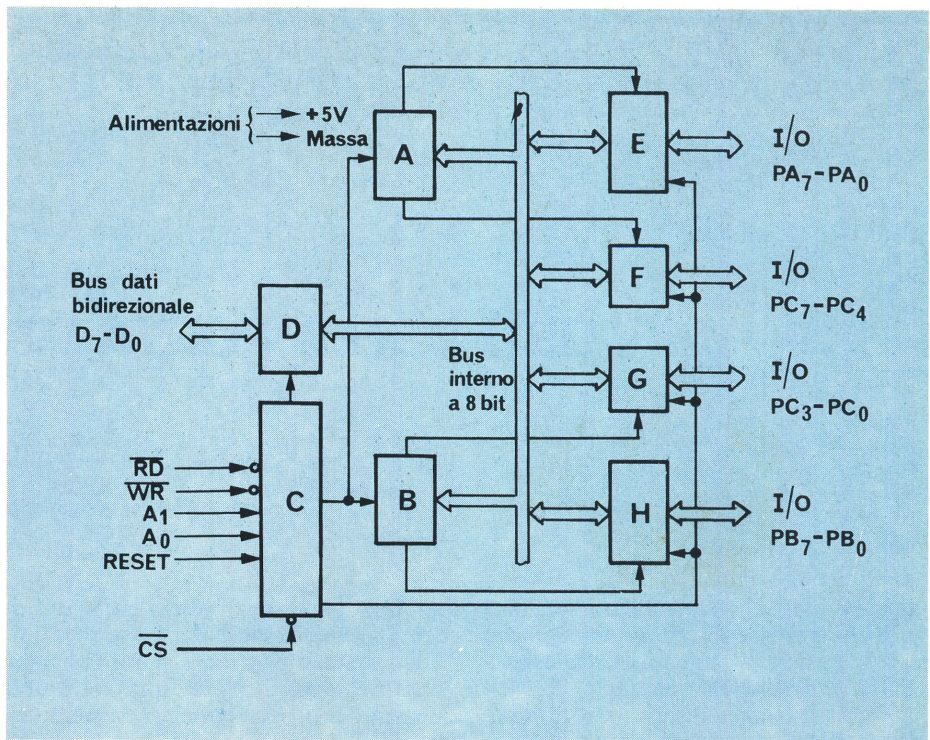 Alimentazioni
+5V
Massa
A
E
I/O
PA7-PA0
F
I/O
PC7-PC4
Bus dati
bidirezionale
D7-D0
D
Bus
interno
a 8 bit
G
I/O
PC3-PC0
RD
WR
A1
A0
RESET
C
B
H
I/O
PB7-PB0
CS